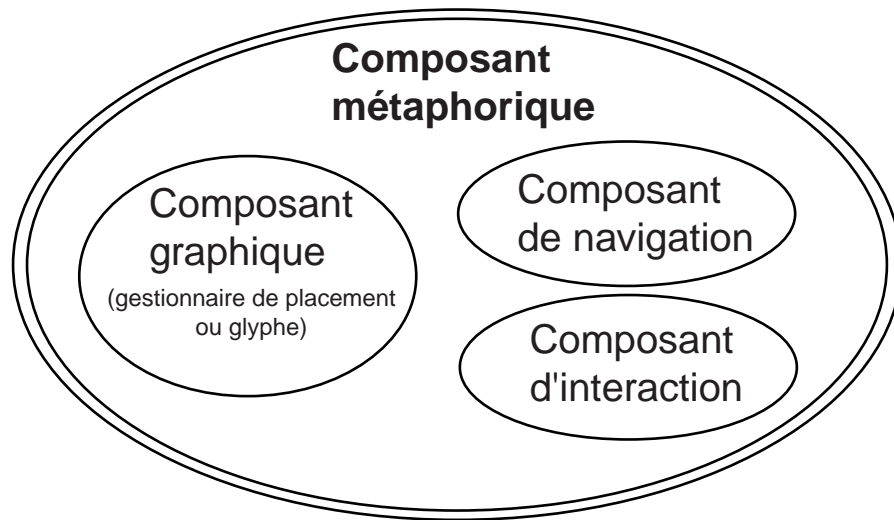 Composant
métaphorique
Composant
graphique
(gestionnaire de placement
ou glyphe)
Composant
de navigation
Composant
d'interaction